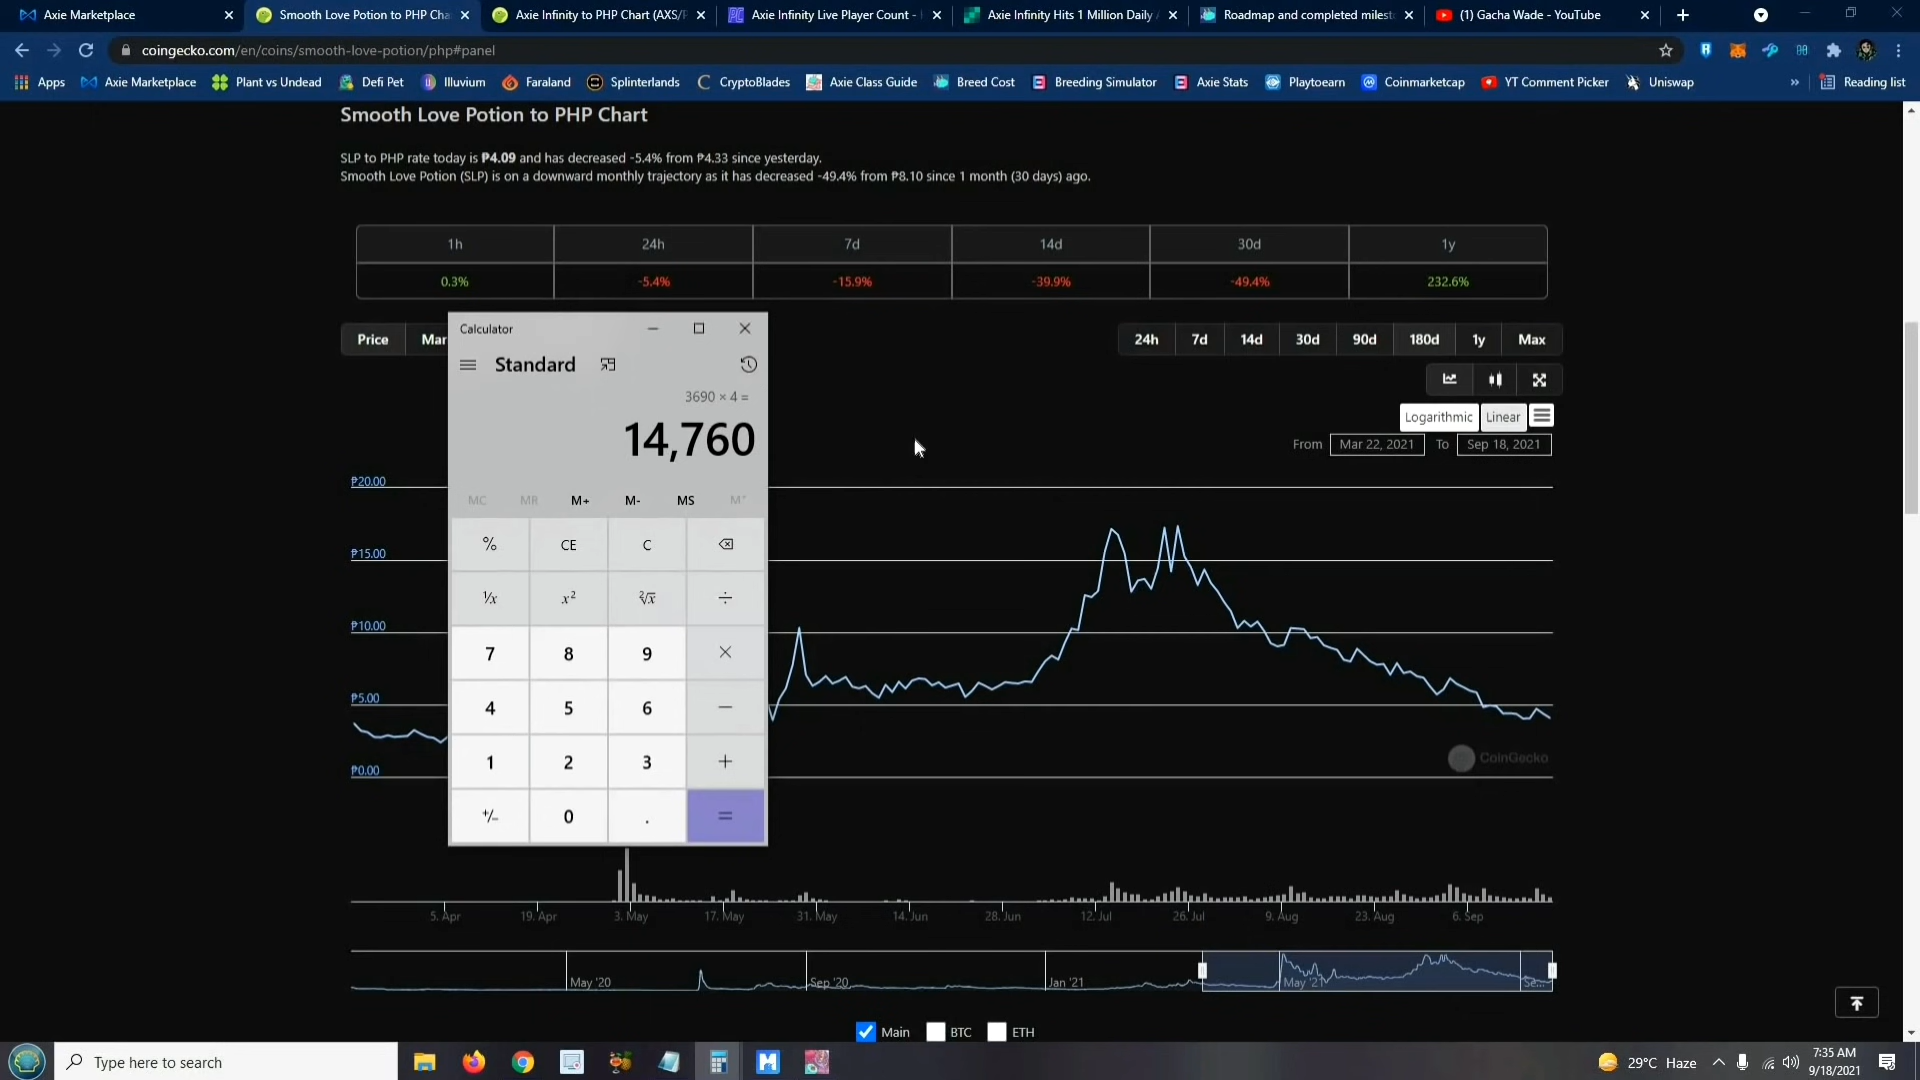 Axie Marketplace
Smooth Love Potion to PHP Cha
Axie Infinity to PHP Chart (AXS/P
Axie Infinity Live Player Count -
Axie Infinity Hits 1 Million Daily
Roadmap and completed milest
(1) Gacha Wade - YouTube
coingecko.com/en/coins/smooth-love-potion/php#panel
Apps
Axie Marketplace
Plant vs Undead
Defi Pet
Illuvium
Faraland
Splinterlands
CryptoBlades
Axie Class Guide
Breed Cost
Breeding Simulator
Axie Stats
Playtoearn
Coinmarketcap
YT Comment Picker
Uniswap
»
Reading list
Smooth Love Potion to PHP Chart
SLP to PHP rate today is ₱4.09 and has decreased -5.4% from ₱4.33 since yesterday.
Smooth Love Potion (SLP) is on a downward monthly trajectory as it has decreased -49.4% from ₱8.10 since 1 month (30 days) ago.
1h 24h 7d 14d 30d 1y
0.3% -5.4% -15.9% -39.9% -49.4% 232.6%
Price Mar
24h 7d 14d 30d 90d 180d 1y Max
Logarithmic Linear
From Mar 22, 2021 To Sep 18, 2021
Calculator
Standard
3690 × 4 =
14,760
MC MR M+ M- MS M˅
% CE C
¹/x x² ²√x ÷
7 8 9 ×
4 5 6 −
1 2 3 +
+/- 0 . =
₱20.00
₱15.00
₱10.00
₱5.00
₱0.00
CoinGecko
5. Apr 19. Apr 3. May 17. May 31. May 14. Jun 28. Jun 12. Jul 26. Jul 9. Aug 23. Aug 6. Sep
May '20 Sep '20 Jan '21 May '21 Se...
Main BTC ETH
Type here to search
29°C Haze
7:35 AM
9/18/2021